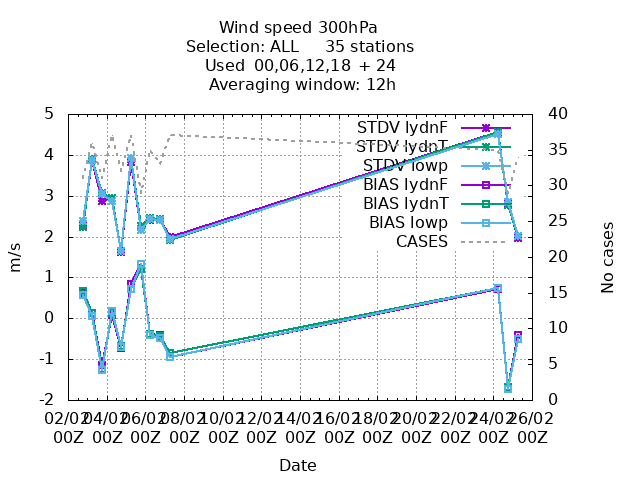 Wind speed 300hPa
Selection: ALL 35 stations
Used 00,06,12,18 + 24
Averaging window: 12h
5
4
3
2
1
0
-1
-2
m/s
STDV lydnF
STDV lydnT
STDV lowp
BIAS lydnF
BIAS lydnT
BIAS lowp
CASES
40
35
30
25
20
15
10
5
0
No cases
02/02 04/02 06/02 08/02 10/02 12/02 14/02 16/02 18/02 20/02 22/02 24/02 26/02
00Z 00Z 00Z 00Z 00Z 00Z 00Z 00Z 00Z 00Z 00Z 00Z 00Z
Date